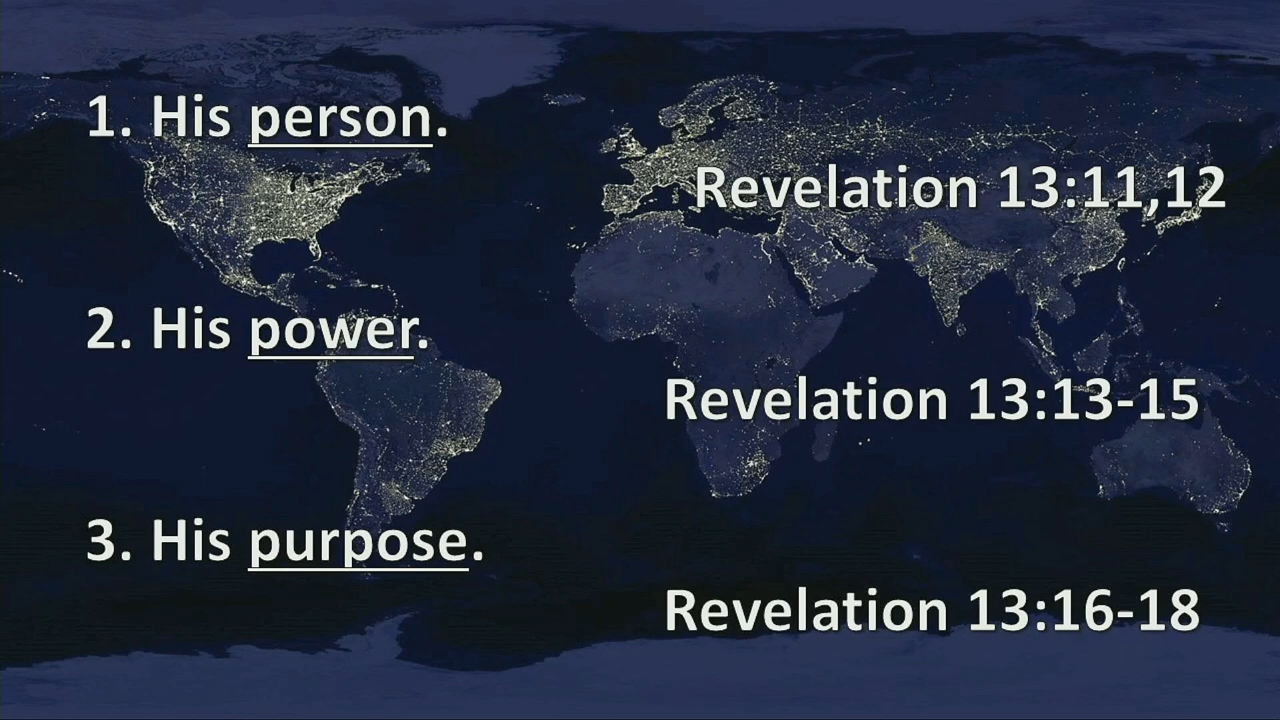 1. His person.
Revelation 13:11,12
2. His power.
Revelation 13:13-15
3. His purpose.
Revelation 13:16-18